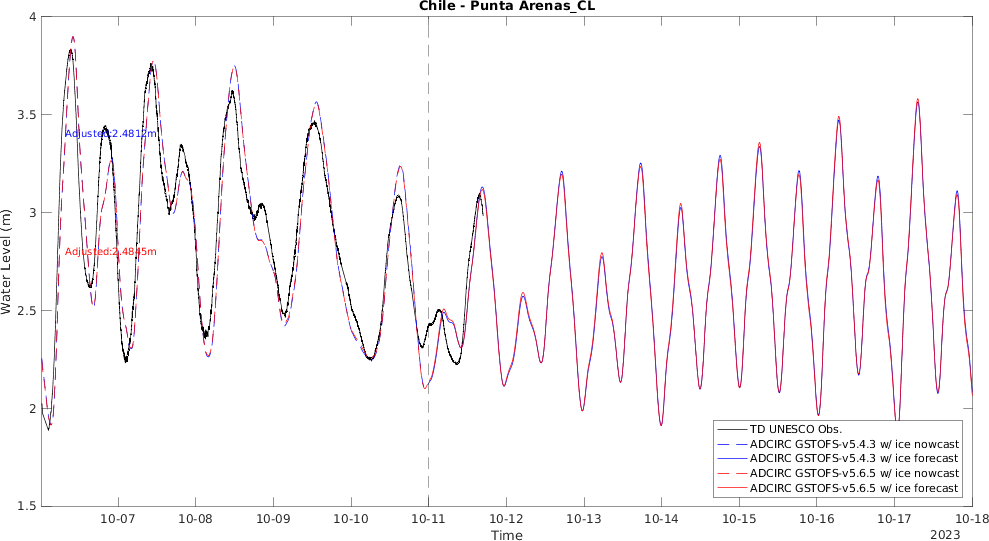 Chile - Punta Arenas_CL
4
3.5
3
2.5
2
1.5
Water Level (m)
Adjusted:2.4812m
Adjusted:2.4845m
TD UNESCO Obs.
ADCIRC GSTOFS-v5.4.3 w/ ice nowcast
ADCIRC GSTOFS-v5.4.3 w/ ice forecast
ADCIRC GSTOFS-v5.6.5 w/ ice nowcast
ADCIRC GSTOFS-v5.6.5 w/ ice forecast
10-07 10-08 10-09 10-10 10-11 10-12 10-13 10-14 10-15 10-16 10-17 10-18
Time
2023